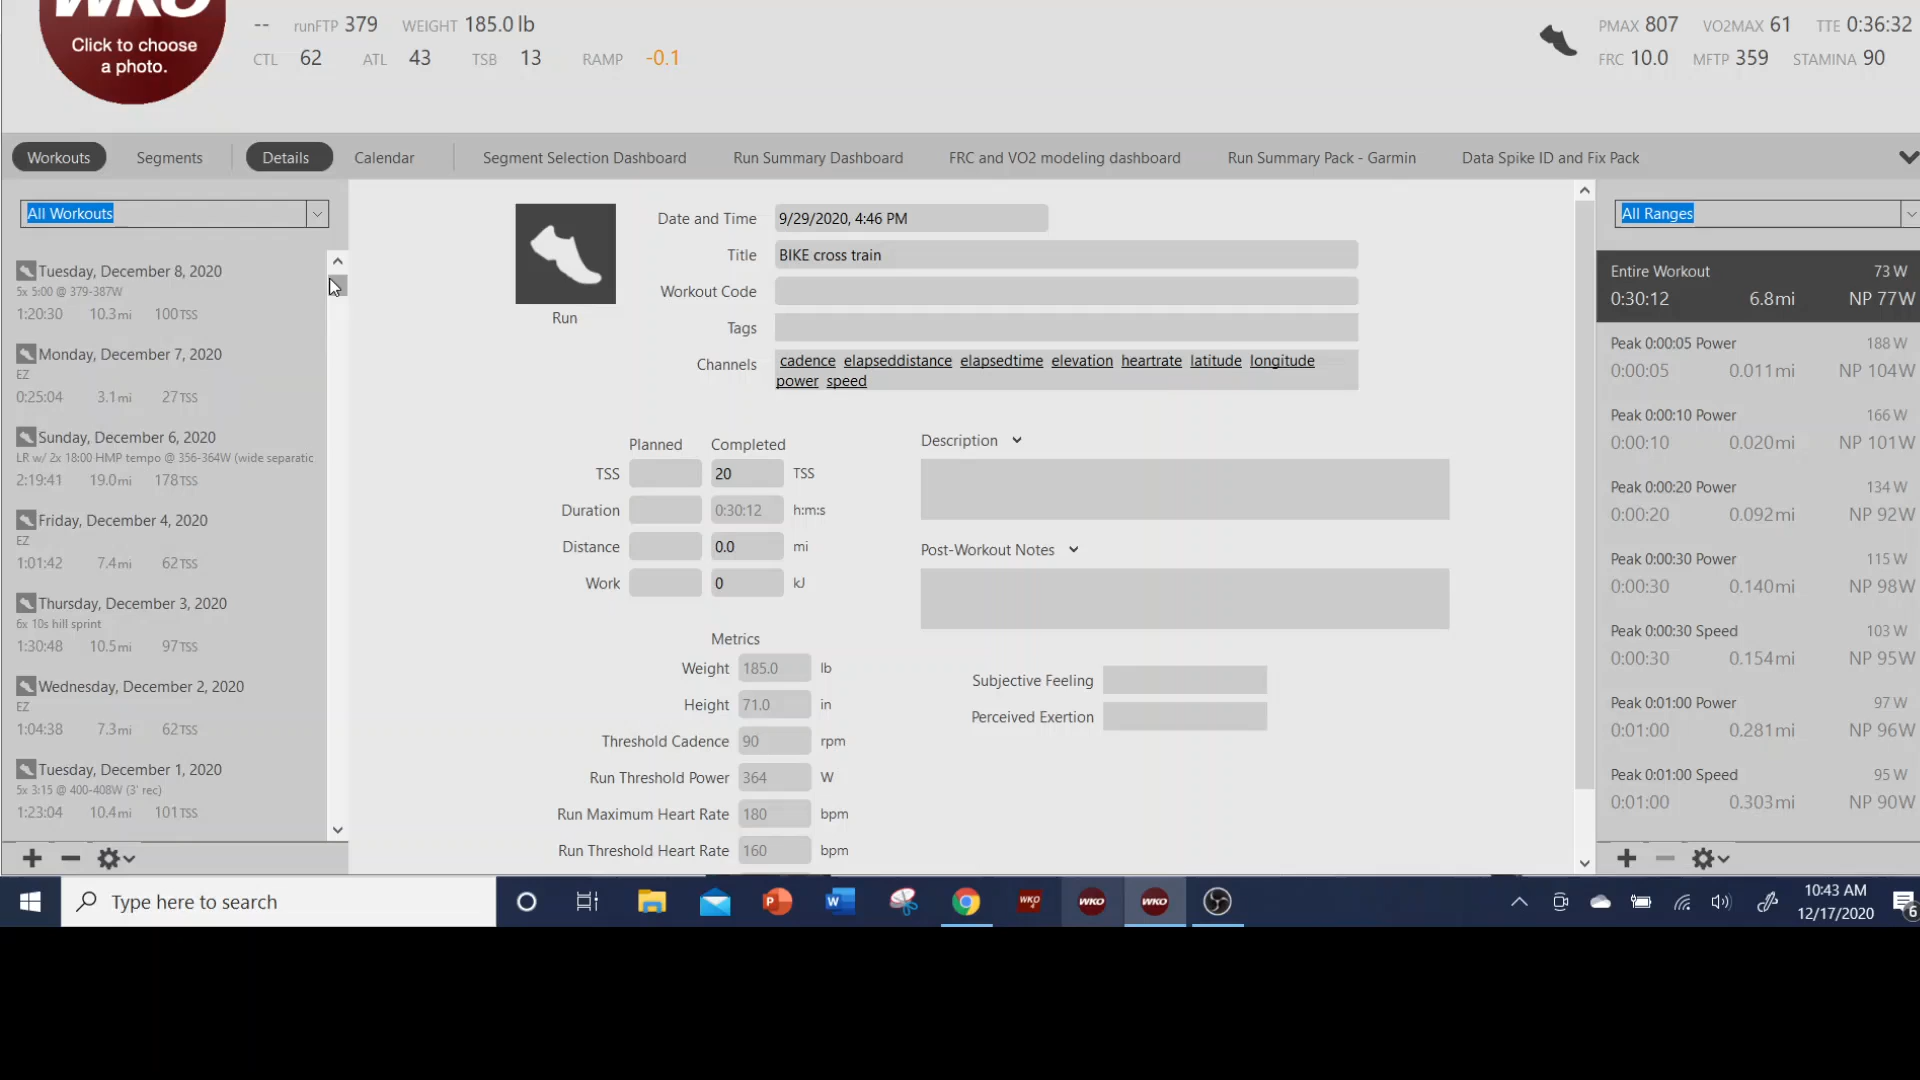 WKO
Click to choose
a photo.
-- runFTP 379 WEIGHT 185.0 lb
CTL 62 ATL 43 TSB 13 RAMP -0.1
PMAX 807 VO2MAX 61 TTE 0:36:32
FRC 10.0 MFTP 359 STAMINA 90
Workouts Segments Details Calendar Segment Selection Dashboard Run Summary Dashboard FRC and VO2 modeling dashboard Run Summary Pack - Garmin Data Spike ID and Fix Pack
All Workouts
Tuesday, December 8, 2020
5x 5:00 @ 379-387W
1:20:30 10.3mi 100TSS
Monday, December 7, 2020
EZ
0:25:04 3.1mi 27TSS
Sunday, December 6, 2020
LR w/ 2x 18:00 HMP tempo @ 356-364W (wide separatic
2:19:41 19.0mi 178TSS
Friday, December 4, 2020
EZ
1:01:42 7.4mi 62TSS
Thursday, December 3, 2020
6x 10s hill sprint
1:30:48 10.5mi 97TSS
Wednesday, December 2, 2020
EZ
1:04:38 7.3mi 62TSS
Tuesday, December 1, 2020
5x 3:15 @ 400-408W (3' rec)
1:23:04 10.4mi 101TSS
Run
Date and Time 9/29/2020, 4:46 PM
Title BIKE cross train
Workout Code
Tags
Channels cadence elapseddistance elapsedtime elevation heartrate latitude longitude
power speed
Planned Completed
TSS 20 TSS
Duration 0:30:12 h:m:s
Distance 0.0 mi
Work 0 kJ
Description
Post-Workout Notes
Metrics
Weight 185.0 lb
Height 71.0 in
Threshold Cadence 90 rpm
Run Threshold Power 364 W
Run Maximum Heart Rate 180 bpm
Run Threshold Heart Rate 160 bpm
Subjective Feeling
Perceived Exertion
All Ranges
Entire Workout 73 W
0:30:12 6.8mi NP 77W
Peak 0:00:05 Power 188 W
0:00:05 0.011mi NP 104W
Peak 0:00:10 Power 166 W
0:00:10 0.020mi NP 101W
Peak 0:00:20 Power 134 W
0:00:20 0.092mi NP 92W
Peak 0:00:30 Power 115 W
0:00:30 0.140mi NP 98W
Peak 0:00:30 Speed 103 W
0:00:30 0.154mi NP 95W
Peak 0:01:00 Power 97 W
0:01:00 0.281mi NP 96W
Peak 0:01:00 Speed 95 W
0:01:00 0.303mi NP 90W
Type here to search
P W WKO 4 WKO WKO
10:43 AM
12/17/2020
6